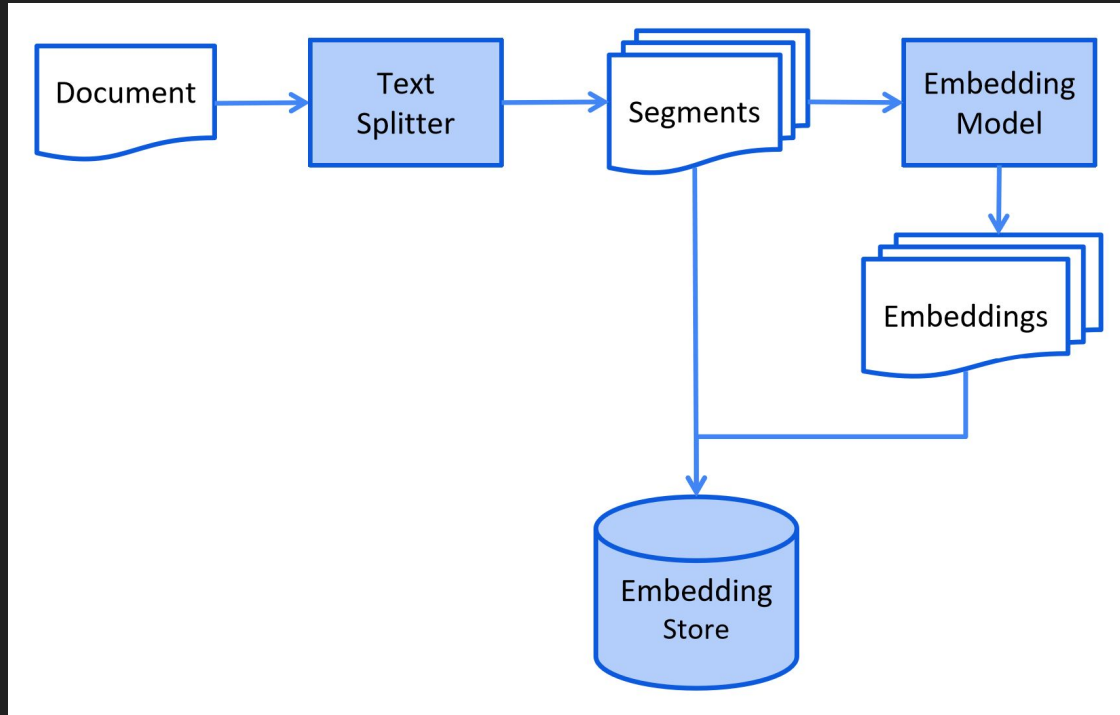 Document
Text
Splitter
Segments
Embedding
Model
Embeddings
Embedding
Store